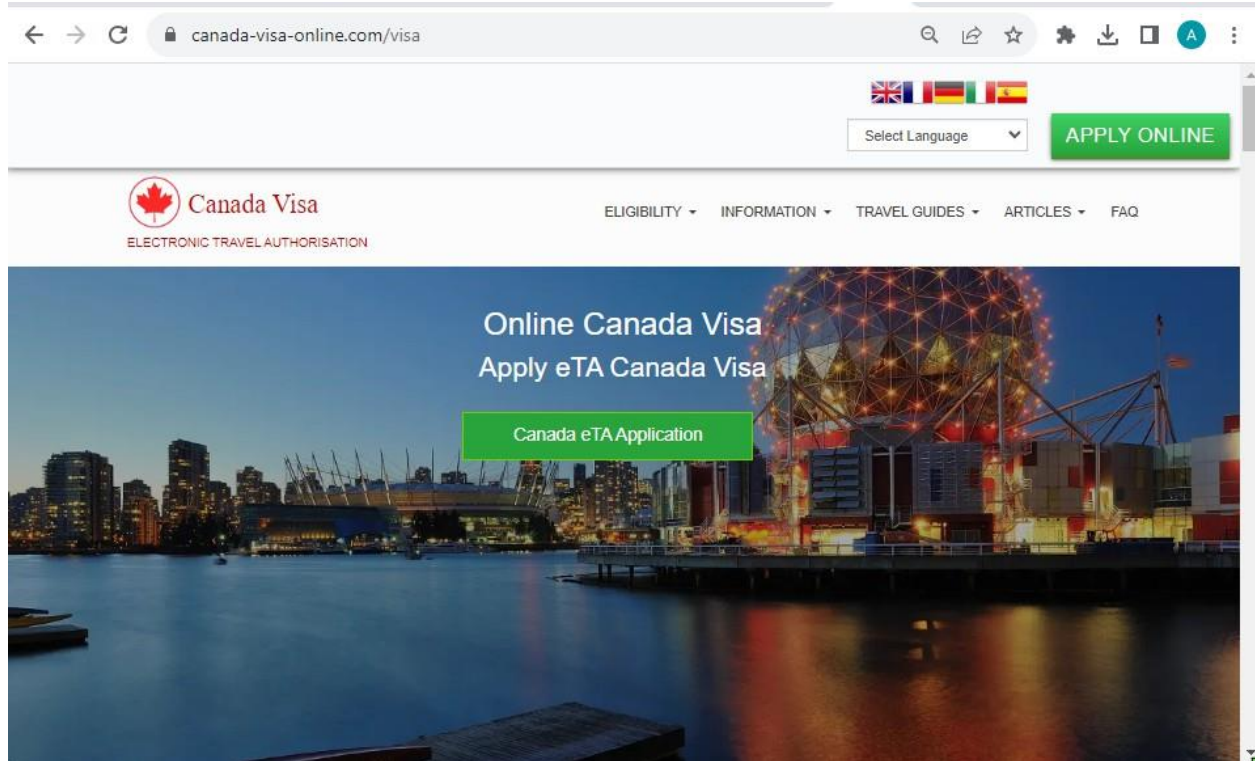 canada-visa-online.com/visa
A
Select Language
APPLY ONLINE
Canada Visa
ELECTRONIC TRAVEL AUTHORISATION
ELIGIBILITY
INFORMATION
TRAVEL GUIDES
ARTICLES
FAQ
Online Canada Visa
Apply eTA Canada Visa
Canada eTA Application